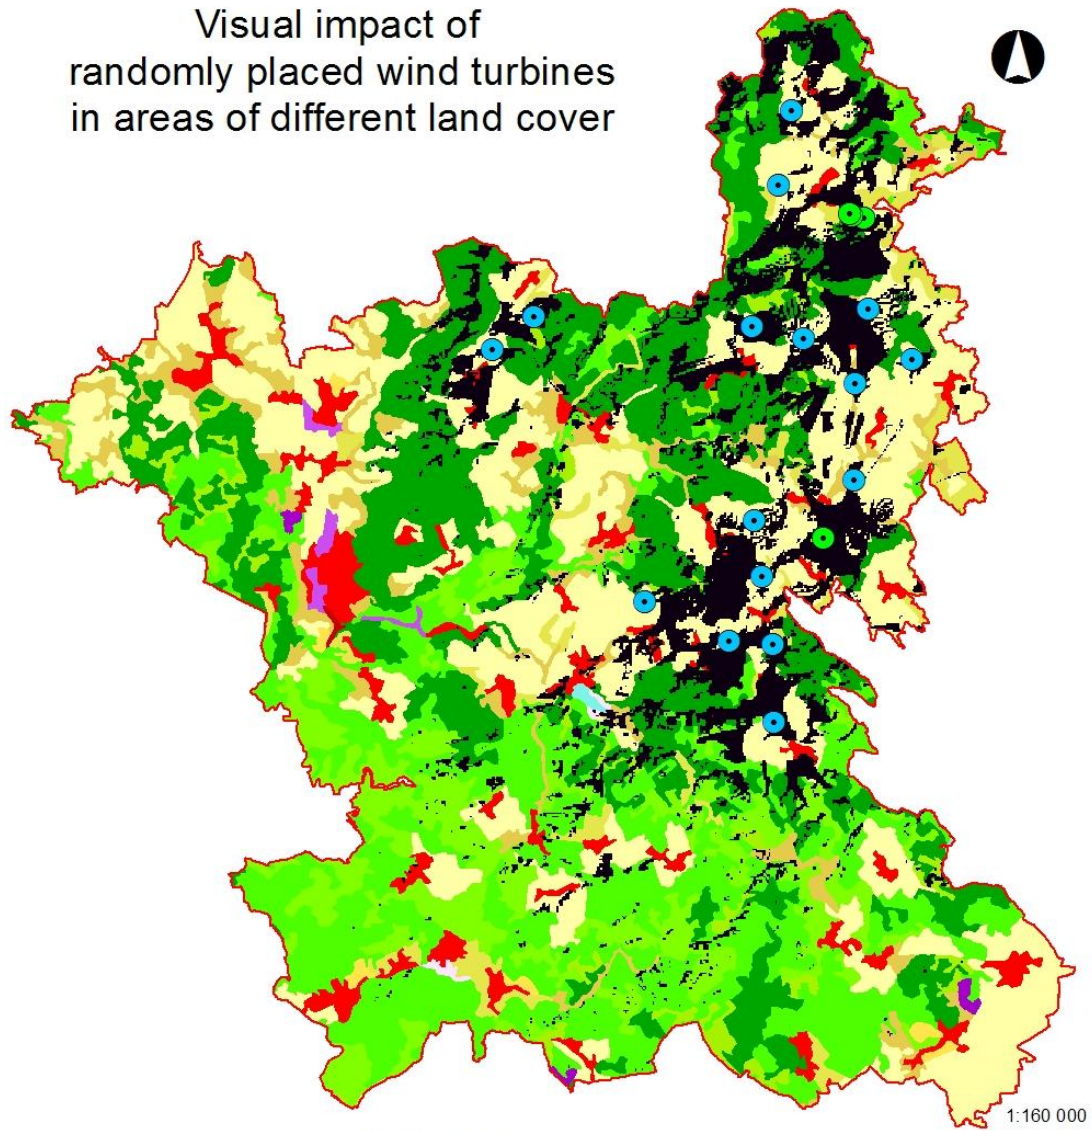 Visual impact of
randomly placed wind turbines
in areas of different land cover
1:160 000